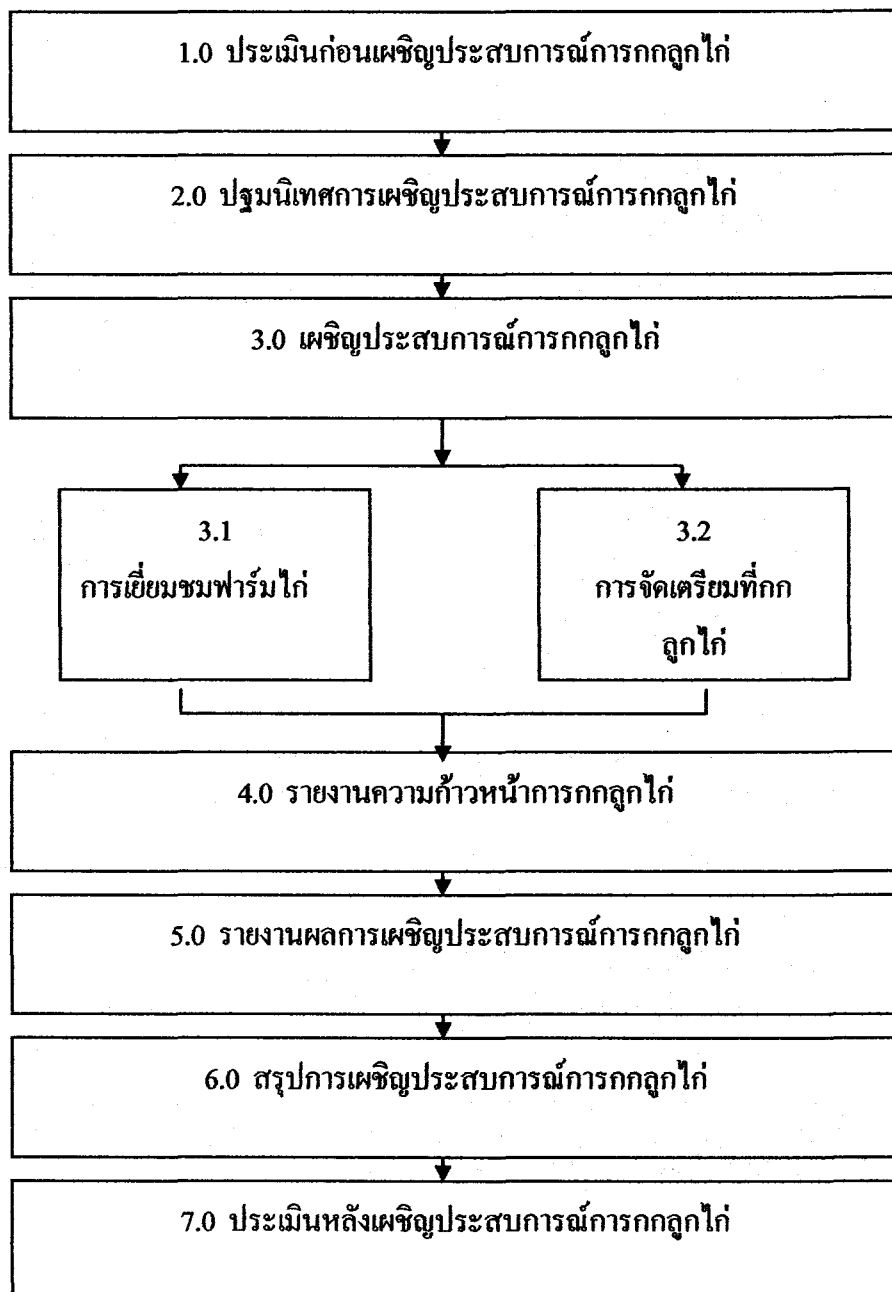 1.0 ประเมินก่อนเผชิญประสบการณ์การกกลูกไก่
2.0 ปฐมนิเทศการเผชิญประสบการณ์การกกลูกไก่
3.0 เผชิญประสบการณ์การกกลูกไก่
3.1
การเยี่ยมชมฟาร์มไก่
3.2
การจัดเตรียมที่กก
ลูกไก่
4.0 รายงานความก้าวหน้าการกกลูกไก่
5.0 รายงานผลการเผชิญประสบการณ์การกกลูกไก่
6.0 สรุปการเผชิญประสบการณ์การกกลูกไก่
7.0 ประเมินหลังเผชิญประสบการณ์การกกลูกไก่